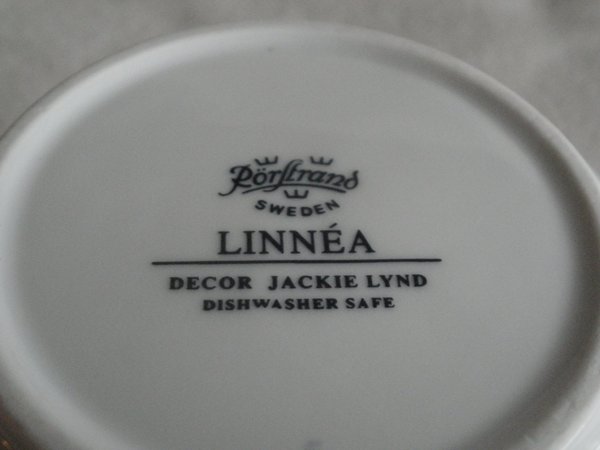 Rörstrand
SWEDEN
LINNÉA
DECOR JACKIE LYND
DISHWASHER SAFE